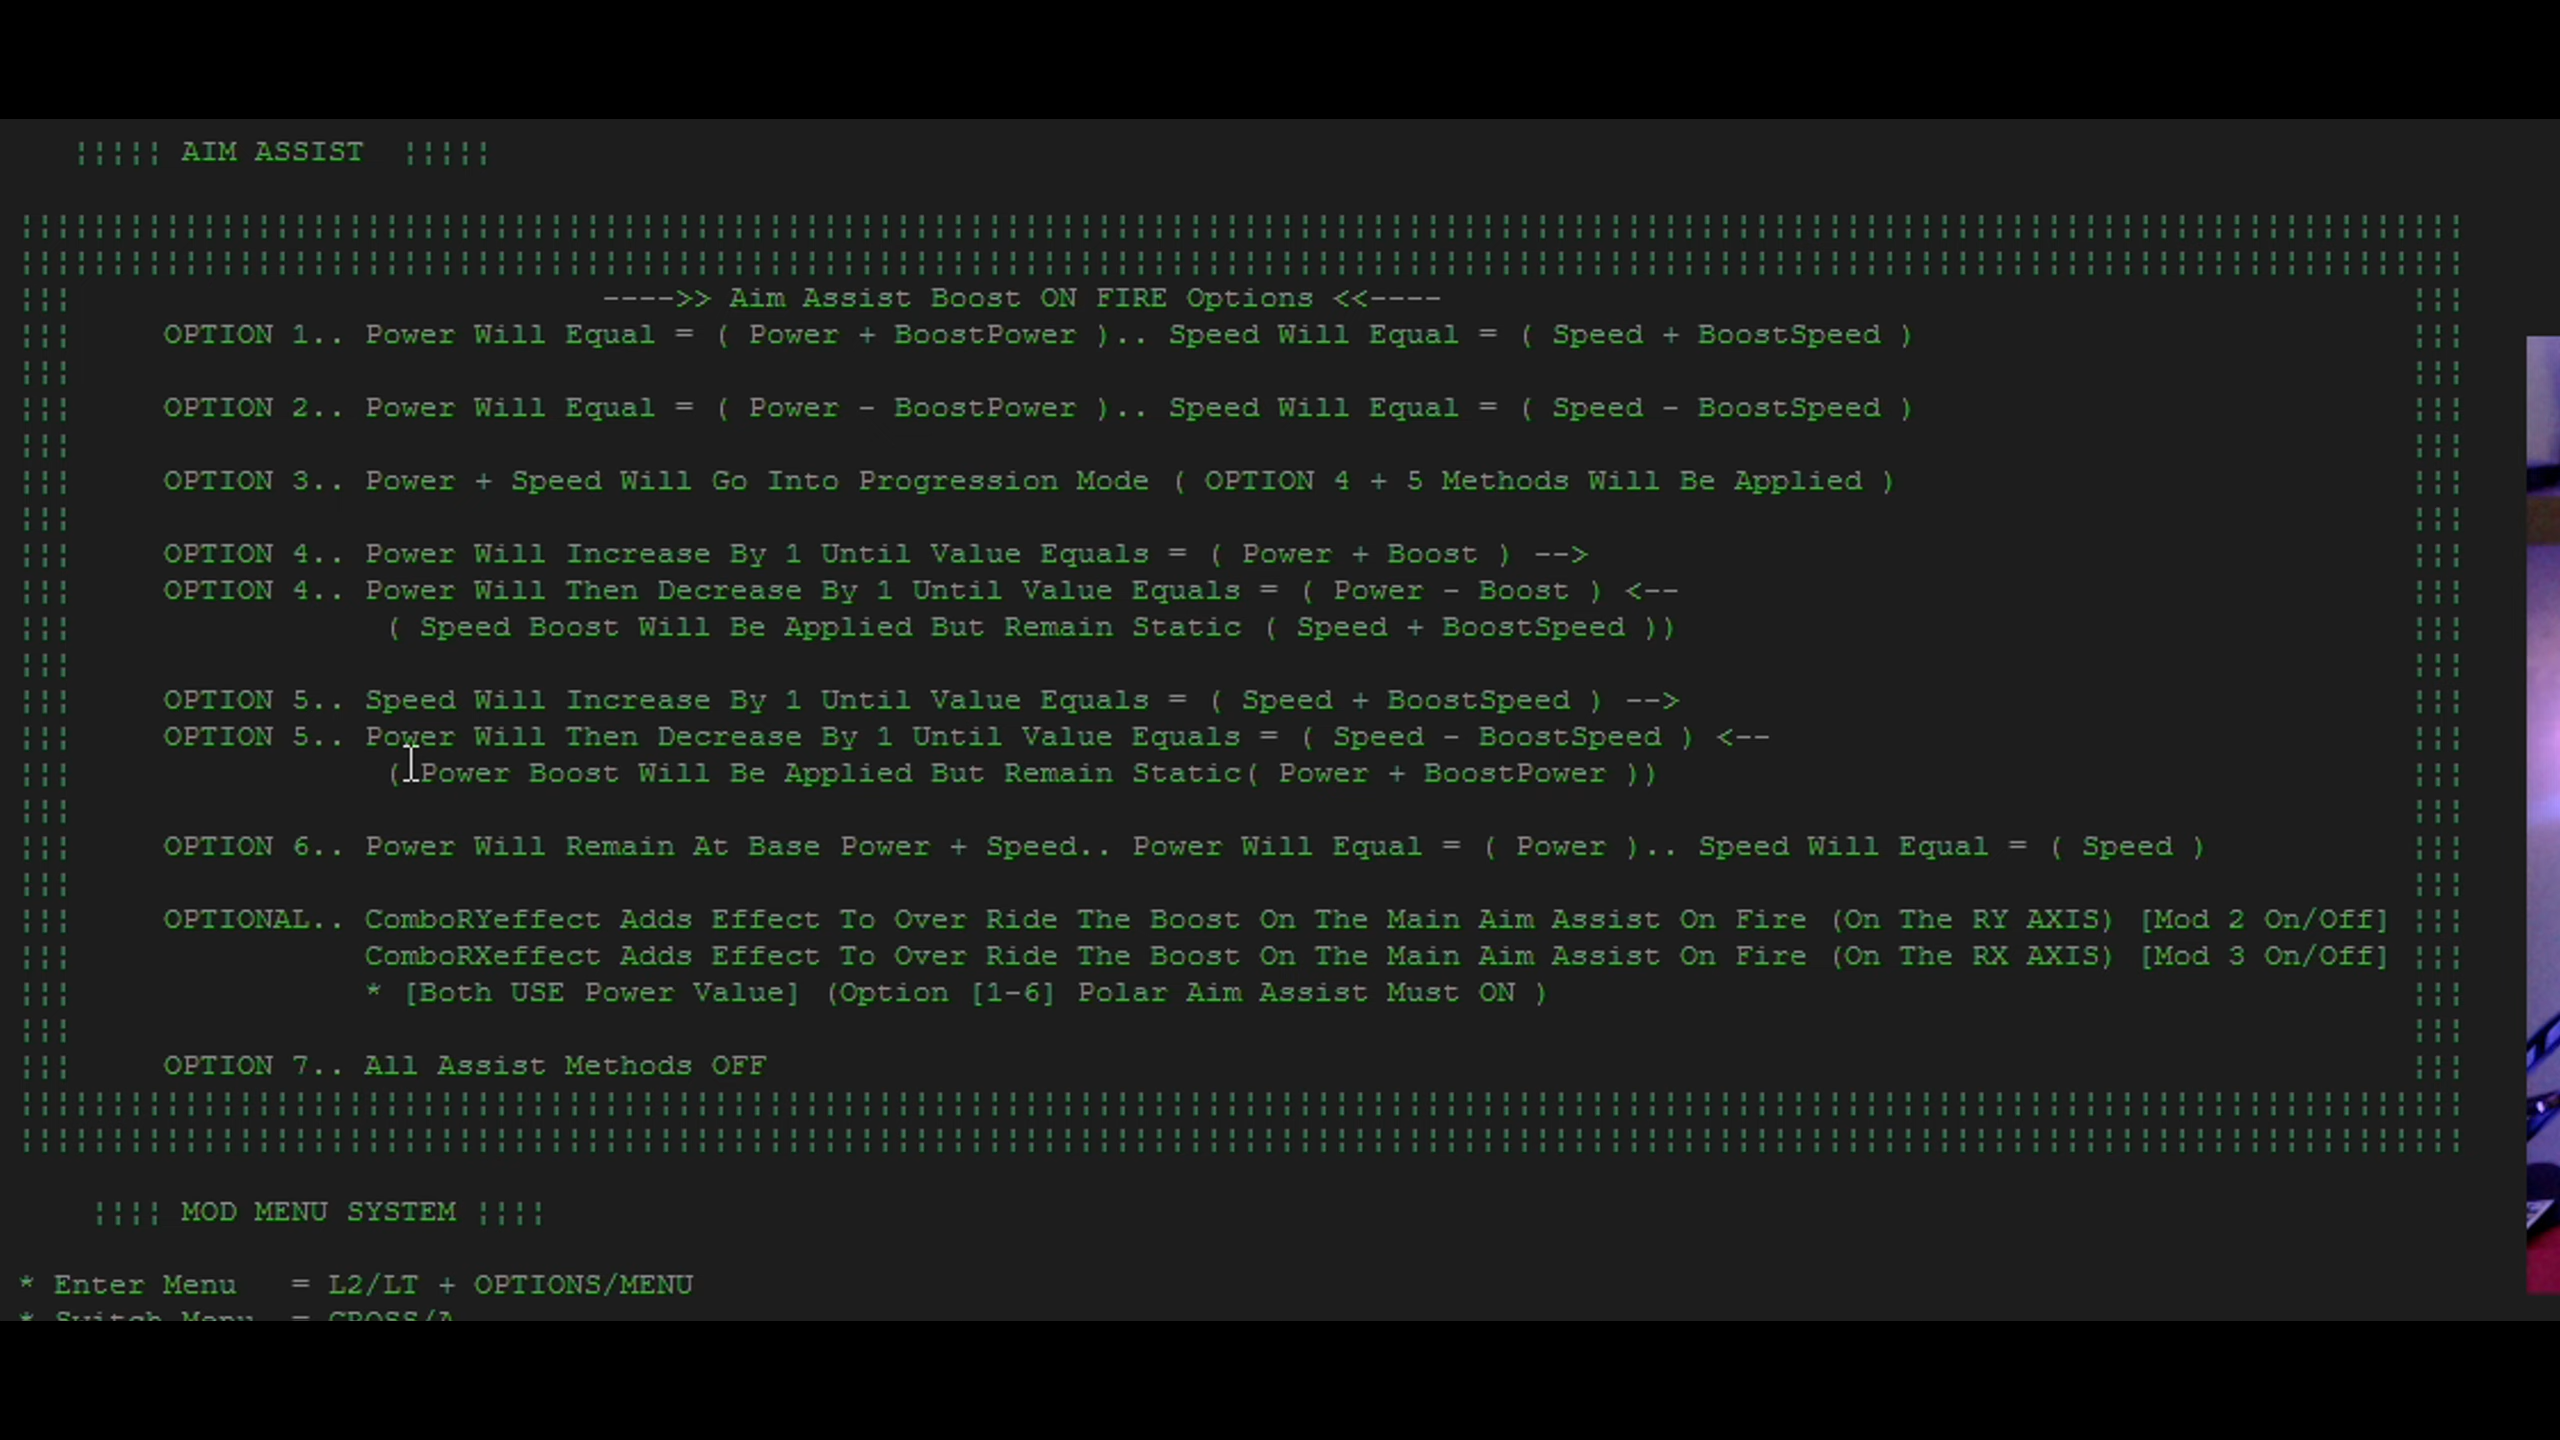 ¦¦¦¦¦ AIM ASSIST ¦¦¦¦¦
---->> Aim Assist Boost ON FIRE Options <<----
OPTION 1.. Power Will Equal = ( Power + BoostPower ).. Speed Will Equal = ( Speed + BoostSpeed )
OPTION 2.. Power Will Equal = ( Power - BoostPower ).. Speed Will Equal = ( Speed - BoostSpeed )
OPTION 3.. Power + Speed Will Go Into Progression Mode ( OPTION 4 + 5 Methods Will Be Applied )
OPTION 4.. Power Will Increase By 1 Until Value Equals = ( Power + Boost ) -->
OPTION 4.. Power Will Then Decrease By 1 Until Value Equals = ( Power - Boost ) <--
( Speed Boost Will Be Applied But Remain Static ( Speed + BoostSpeed ))
OPTION 5.. Speed Will Increase By 1 Until Value Equals = ( Speed + BoostSpeed ) -->
OPTION 5.. Power Will Then Decrease By 1 Until Value Equals = ( Speed - BoostSpeed ) <--
( Power Boost Will Be Applied But Remain Static( Power + BoostPower ))
OPTION 6.. Power Will Remain At Base Power + Speed.. Power Will Equal = ( Power ).. Speed Will Equal = ( Speed )
OPTIONAL.. ComboRYeffect Adds Effect To Over Ride The Boost On The Main Aim Assist On Fire (On The RY AXIS) [Mod 2 On/Off]
ComboRXeffect Adds Effect To Over Ride The Boost On The Main Aim Assist On Fire (On The RX AXIS) [Mod 3 On/Off]
* [Both USE Power Value] (Option [1-6] Polar Aim Assist Must ON )
OPTION 7.. All Assist Methods OFF
¦¦¦¦ MOD MENU SYSTEM ¦¦¦¦
* Enter Menu = L2/LT + OPTIONS/MENU
* Switch Menu = CROSS/A